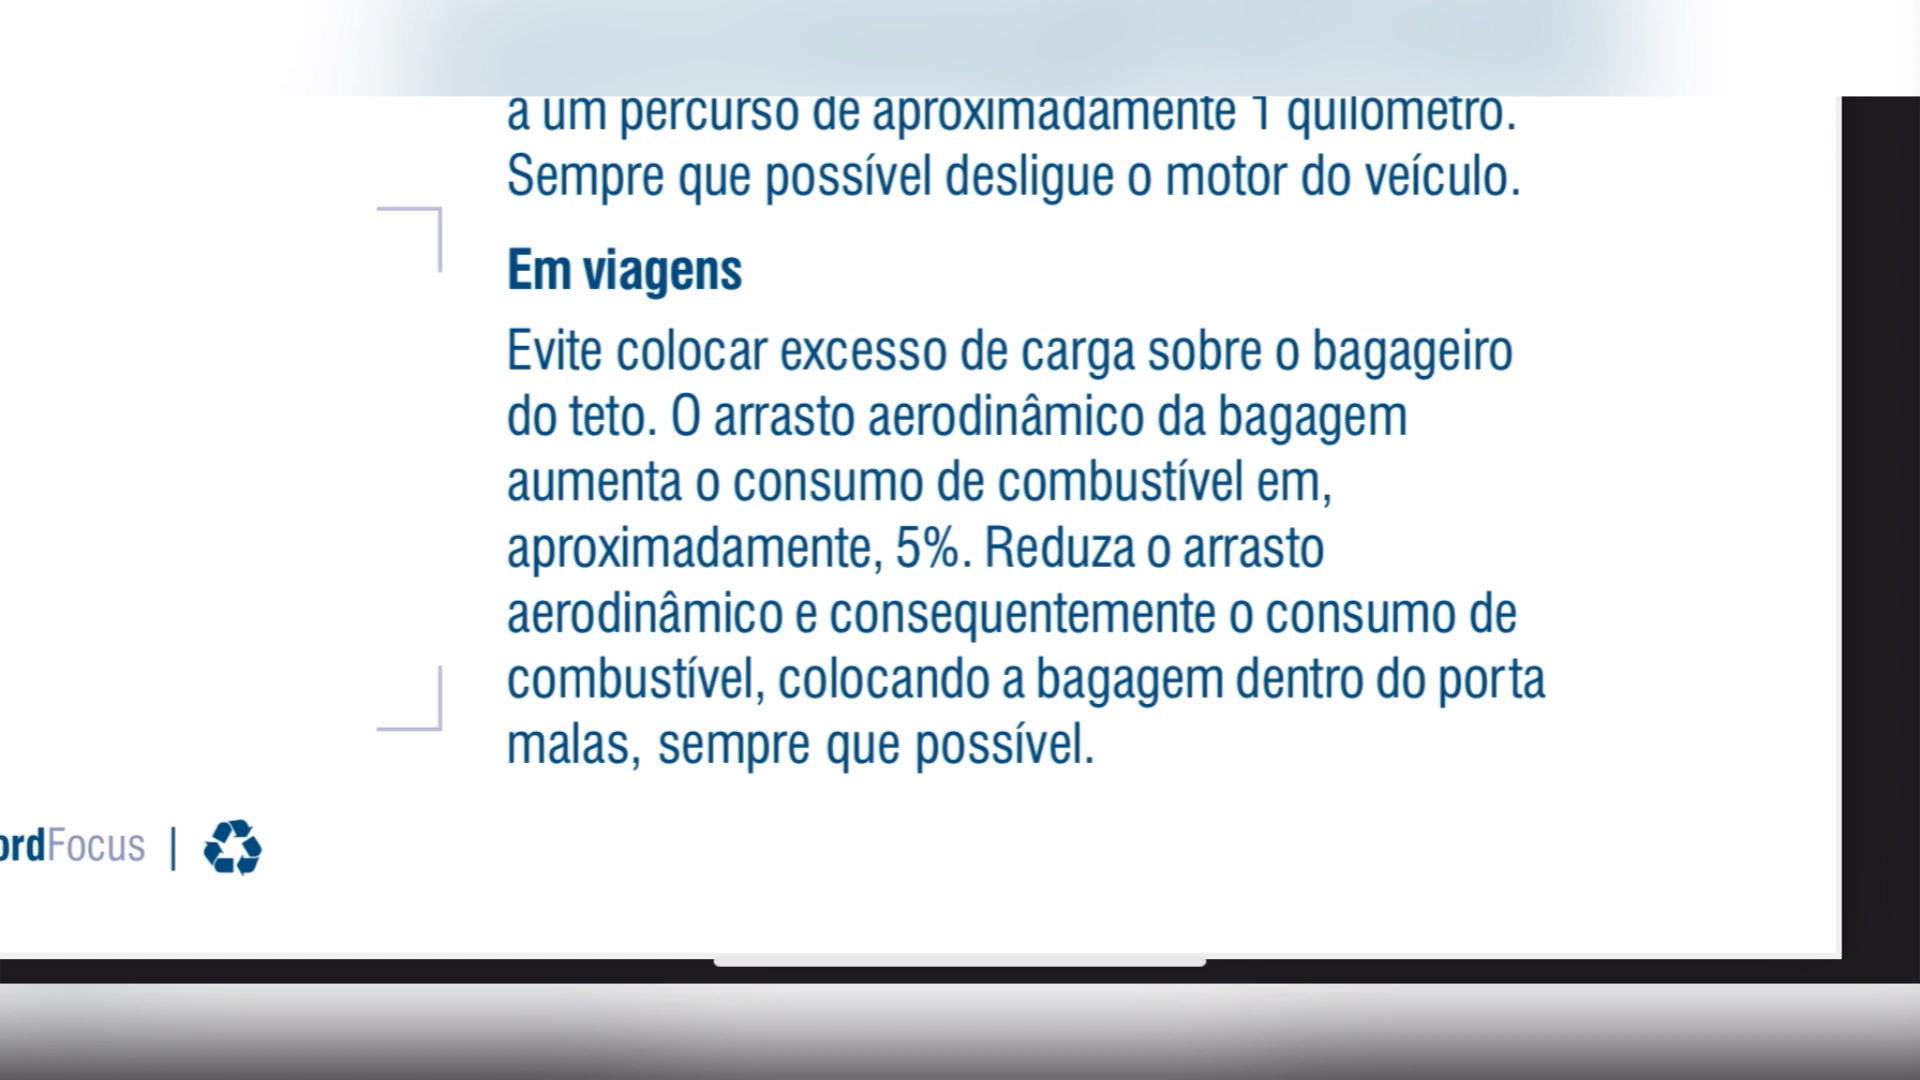 a um percurso de aproximadamente 1 quilômetro.
Sempre que possível desligue o motor do veículo.
Em viagens
Evite colocar excesso de carga sobre o bagageiro
do teto. O arrasto aerodinâmico da bagagem
aumenta o consumo de combustível em,
aproximadamente, 5%. Reduza o arrasto
aerodinâmico e consequentemente o consumo de
combustível, colocando a bagagem dentro do porta
malas, sempre que possível.
ordFocus |